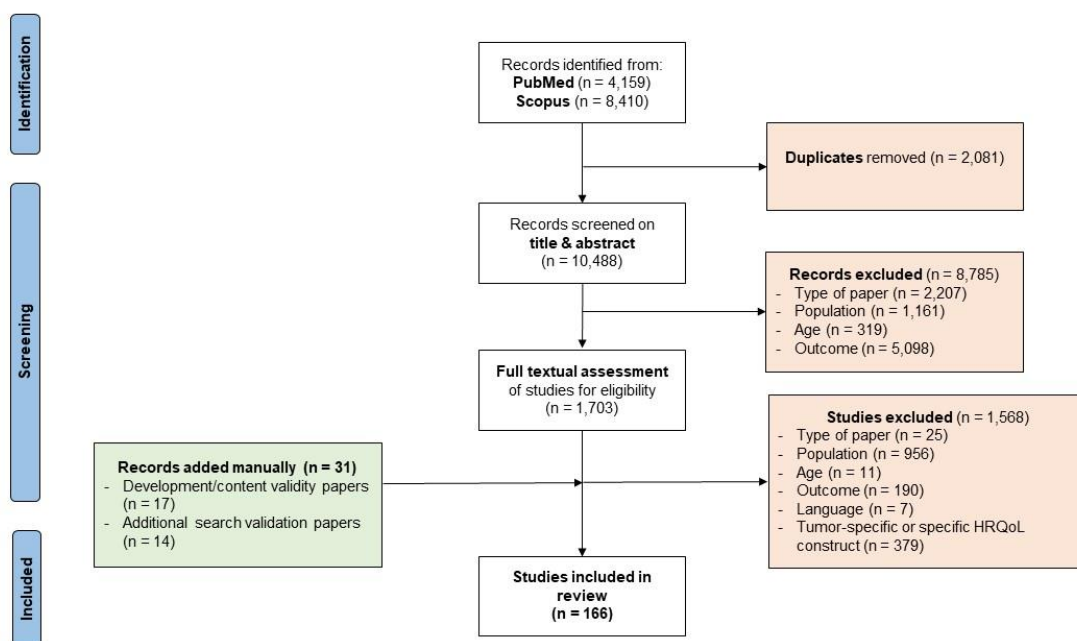 Identification
Records identified from:
PubMed (n = 4,159)
Scopus (n = 8,410)
Duplicates removed (n = 2,081)
Screening
Records screened on
title & abstract
(n = 10,488)
Records excluded (n = 8,785)
- Type of paper (n = 2,207)
- Population (n = 1,161)
- Age (n = 319)
- Outcome (n = 5,098)
Full textual assessment
of studies for eligibility
(n = 1,703)
Studies excluded (n = 1,568)
- Type of paper (n = 25)
- Population (n = 956)
- Age (n = 11)
- Outcome (n = 190)
- Language (n = 7)
- Tumor-specific or specific HRQoL
construct (n = 379)
Records added manually (n = 31)
- Development/content validity papers
(n = 17)
- Additional search validation papers
(n = 14)
Included
Studies included in
review
(n = 166)